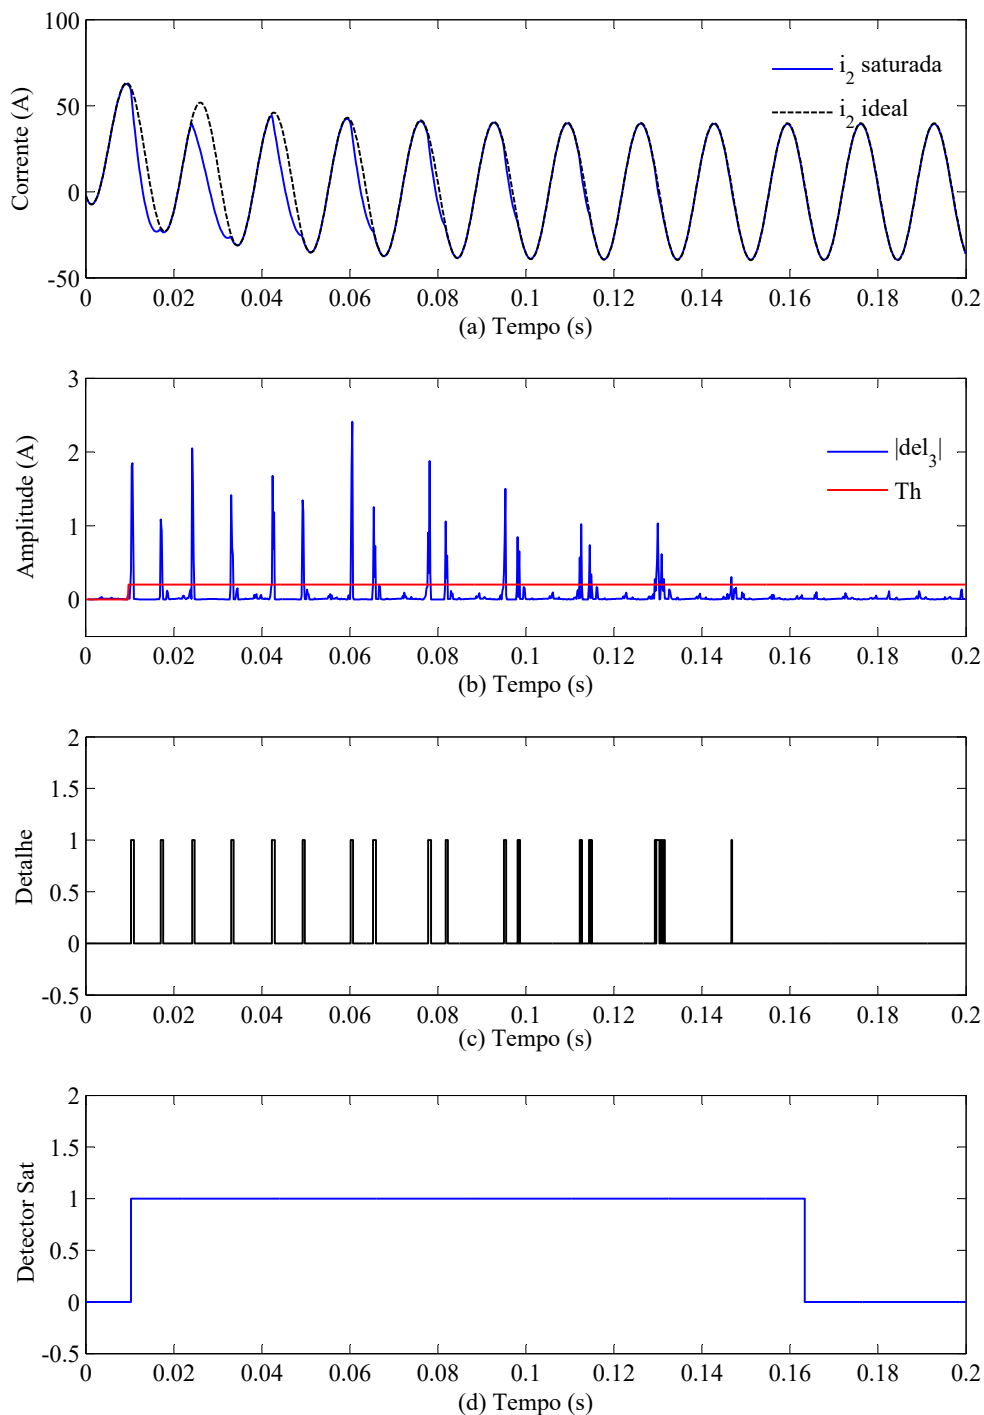 100
50
0
-50
Corrente (A)
i2 saturada
i2 ideal
0 0.02 0.04 0.06 0.08 0.1 0.12 0.14 0.16 0.18 0.2
(a) Tempo (s)
3
2
1
0
Amplitude (A)
|del3|
Th
0 0.02 0.04 0.06 0.08 0.1 0.12 0.14 0.16 0.18 0.2
(b) Tempo (s)
2
1.5
1
0.5
0
-0.5
Detalhe
0 0.02 0.04 0.06 0.08 0.1 0.12 0.14 0.16 0.18 0.2
(c) Tempo (s)
2
1.5
1
0.5
0
-0.5
Detector Sat
0 0.02 0.04 0.06 0.08 0.1 0.12 0.14 0.16 0.18 0.2
(d) Tempo (s)